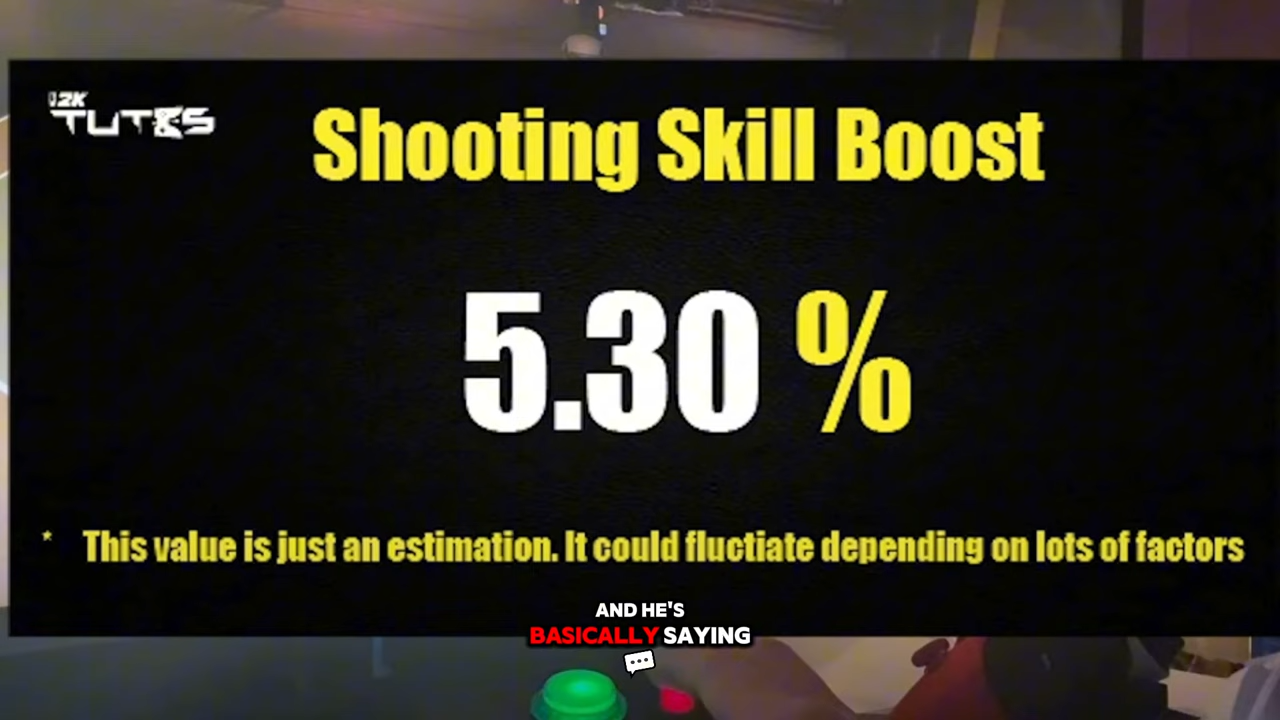 2K
TUTES
Shooting Skill Boost
5.30 %
* This value is just an estimation. It could fluctiate depending on lots of factors
AND HE'S
BASICALLY SAYING